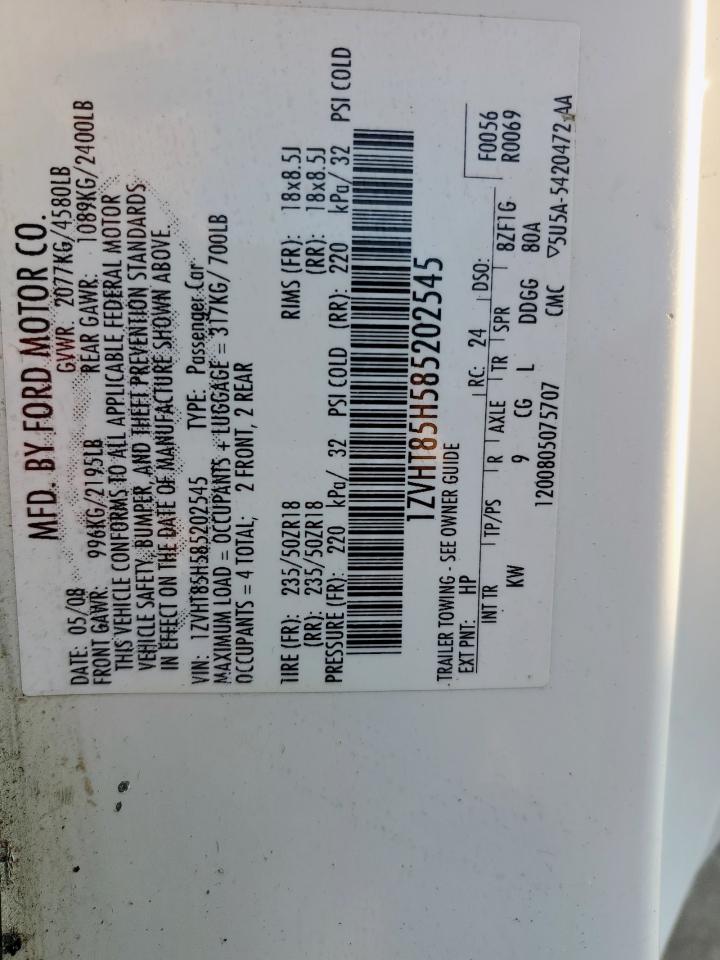 MFD. BY FORD MOTOR CO.
DATE: 05/08 GVWR: 2077KG/4580LB
FRONT GAWR: 996KG/2195LB REAR GAWR: 1089KG/2400LB
THIS VEHICLE CONFORMS TO ALL APPLICABLE FEDERAL MOTOR
VEHICLE SAFETY, BUMPER, AND THEFT PREVENTION STANDARDS
IN EFFECT ON THE DATE OF MANUFACTURE SHOWN ABOVE.
VIN: 1ZVHT85H585202545 TYPE: Passenger Car
MAXIMUM LOAD = OCCUPANTS + LUGGAGE = 317KG/700LB
OCCUPANTS = 4 TOTAL; 2 FRONT, 2 REAR
TIRE (FR): 235/50ZR18 RIMS (FR): 18x8.5J
(RR): 235/50ZR18 (RR): 18x8.5J
PRESSURE (FR): 220 kPa/ 32 PSI COLD (RR): 220 kPa/ 32 PSI COLD
1ZVHT85H585202545
TRAILER TOWING - SEE OWNER GUIDE
EXT PNT: HP RC: 24 DSO: F0056
R0069
INT TR TP/PS R AXLE TR SPR BZF1G
KW 9 CG L DDGG 80A
1200805075707 CMC ▽5U5A-5420472-AA